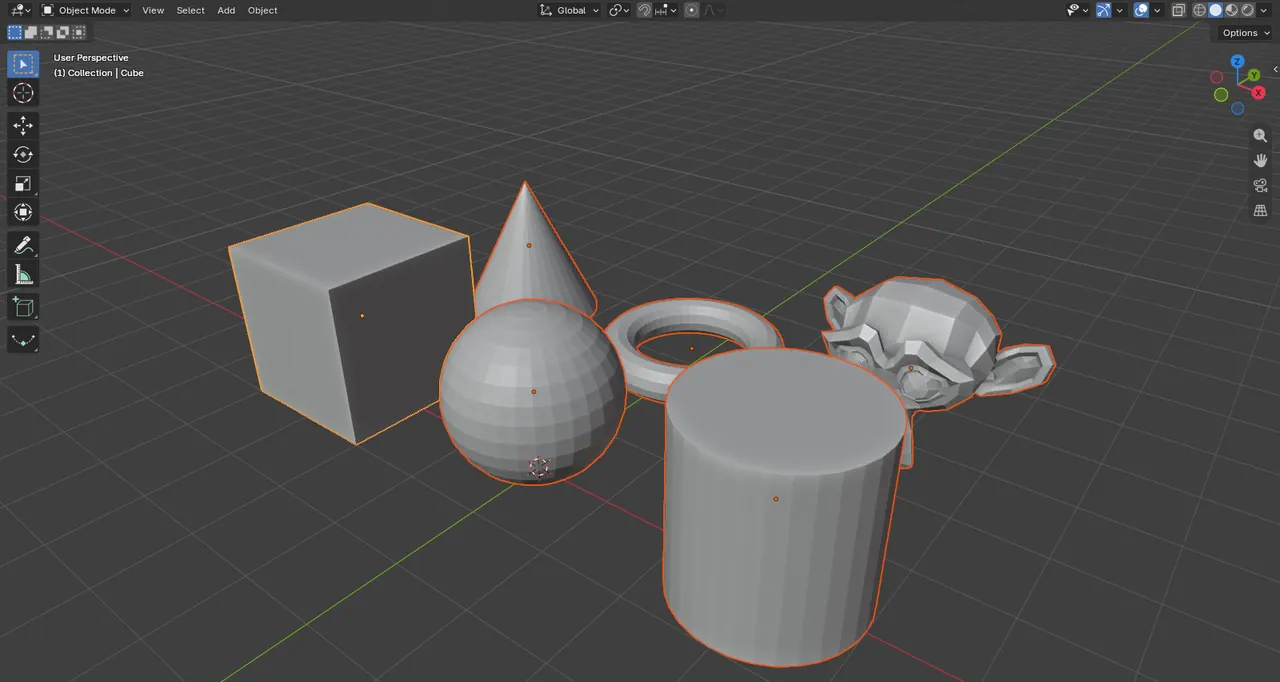 Object Mode View Select Add Object Global
Options
User Perspective
(1) Collection | Cube
Z
Y
X